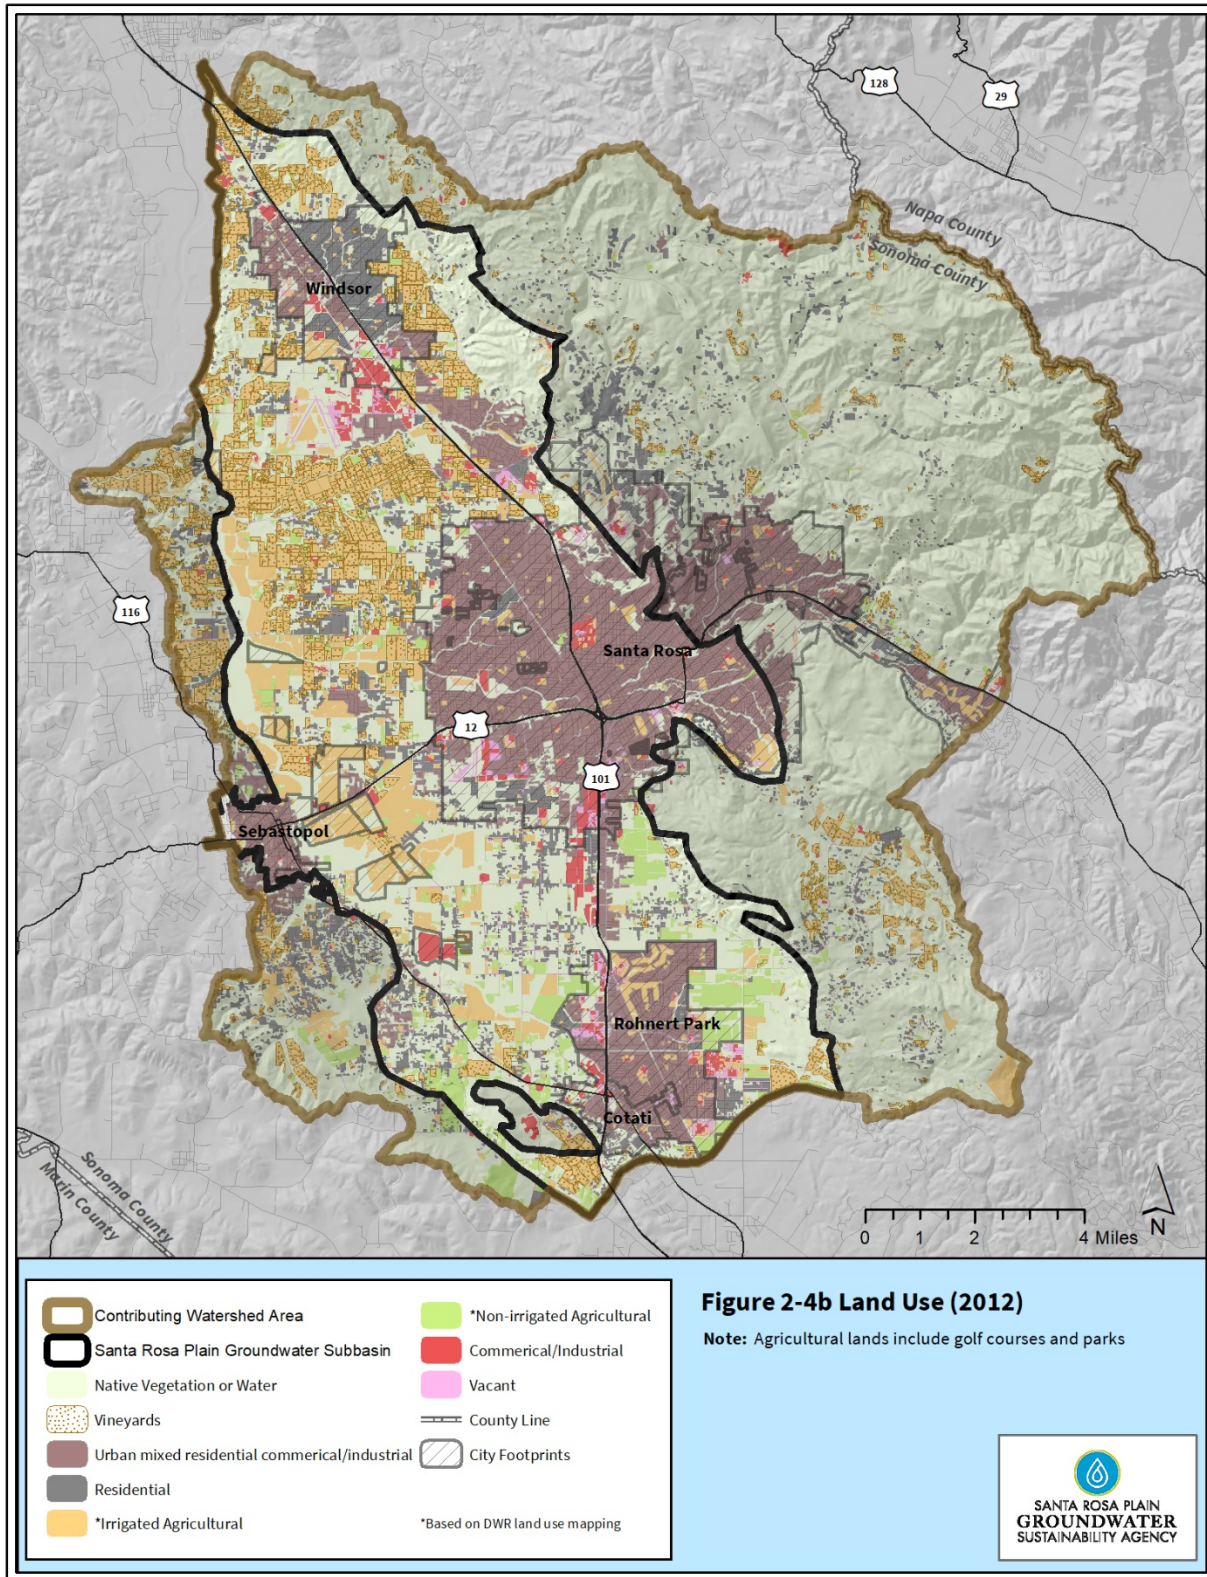 128
29
Napa County
Sonoma County
Windsor
116
Santa Rosa
12
101
Sebastopol
Rohnert Park
Cotati
Sonoma County
Marin County
N
0 1 2 4 Miles
Contributing Watershed Area
Santa Rosa Plain Groundwater Subbasin
Native Vegetation or Water
Vineyards
Urban mixed residential commerical/industrial
Residential
*Irrigated Agricultural
*Non-irrigated Agricultural
Commerical/Industrial
Vacant
County Line
City Footprints
*Based on DWR land use mapping
Figure 2-4b Land Use (2012)
Note: Agricultural lands include golf courses and parks
SANTA ROSA PLAIN
GROUNDWATER
SUSTAINABILITY AGENCY